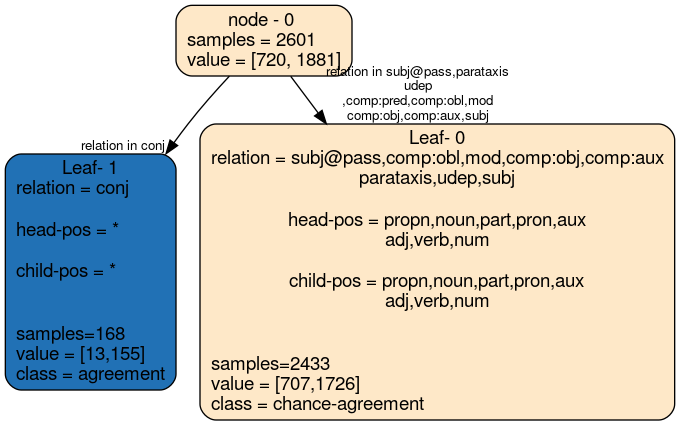 node - 0
samples = 2601
value = [720, 1881]
relation in subj@pass,parataxis
udep
,comp:pred,comp:obl,mod
comp:obj,comp:aux,subj
relation in conj
Leaf- 1
relation = conj
head-pos = *
child-pos = *
samples=168
value = [13,155]
class = agreement
Leaf- 0
relation = subj@pass,comp:obl,mod,comp:obj,comp:aux
parataxis,udep,subj
head-pos = propn,noun,part,pron,aux
adj,verb,num
child-pos = propn,noun,part,pron,aux
adj,verb,num
samples=2433
value = [707,1726]
class = chance-agreement